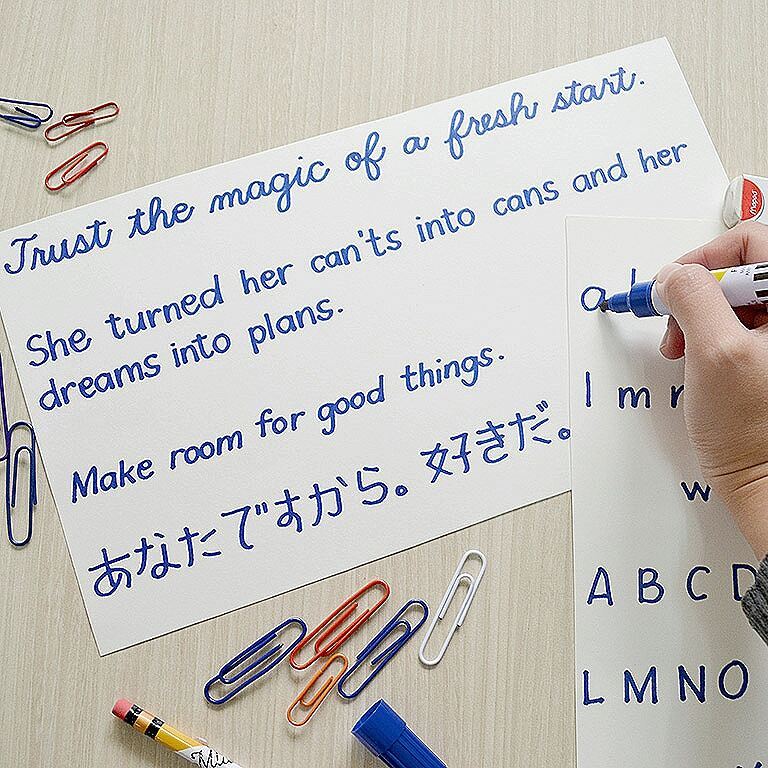 Trust the magic of a fresh start.
She turned her can'ts into cans and her
dreams into plans.
Make room for good things.
あなたですから。好きだ。
a
l m
w
A B C D
L M N O